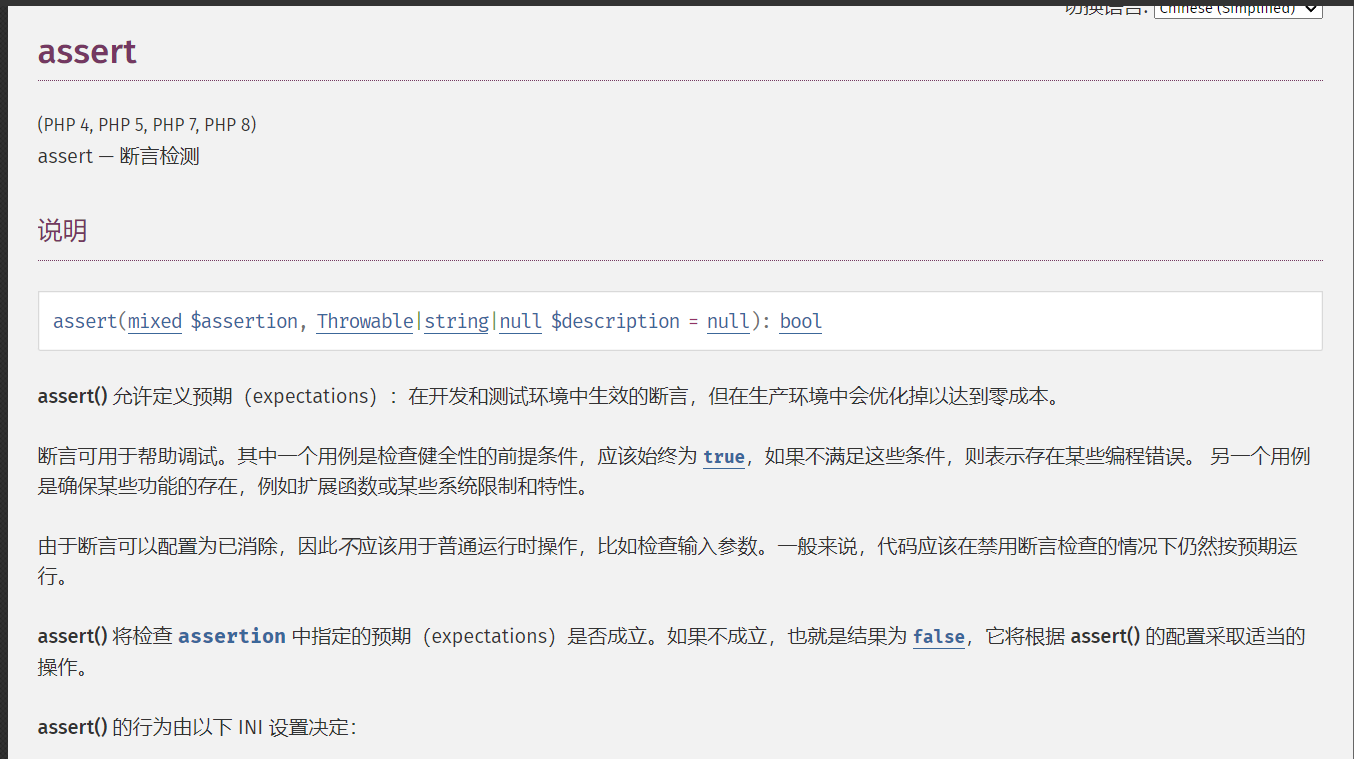 切换语言: Chinese (Simplified)
assert
(PHP 4, PHP 5, PHP 7, PHP 8)
assert — 断言检测
说明
assert(mixed $assertion, Throwable|string|null $description = null): bool
assert() 允许定义预期（expectations）：在开发和测试环境中生效的断言，但在生产环境中会优化掉以达到零成本。
断言可用于帮助调试。其中一个用例是检查健全性的前提条件，应该始终为 true，如果不满足这些条件，则表示存在某些编程错误。 另一个用例
是确保某些功能的存在，例如扩展函数或某些系统限制和特性。
由于断言可以配置为已消除，因此不应该用于普通运行时操作，比如检查输入参数。一般来说，代码应该在禁用断言检查的情况下仍然按预期运
行。
assert() 将检查 assertion 中指定的预期（expectations）是否成立。如果不成立，也就是结果为 false，它将根据 assert() 的配置采取适当的
操作。
assert() 的行为由以下 INI 设置决定：